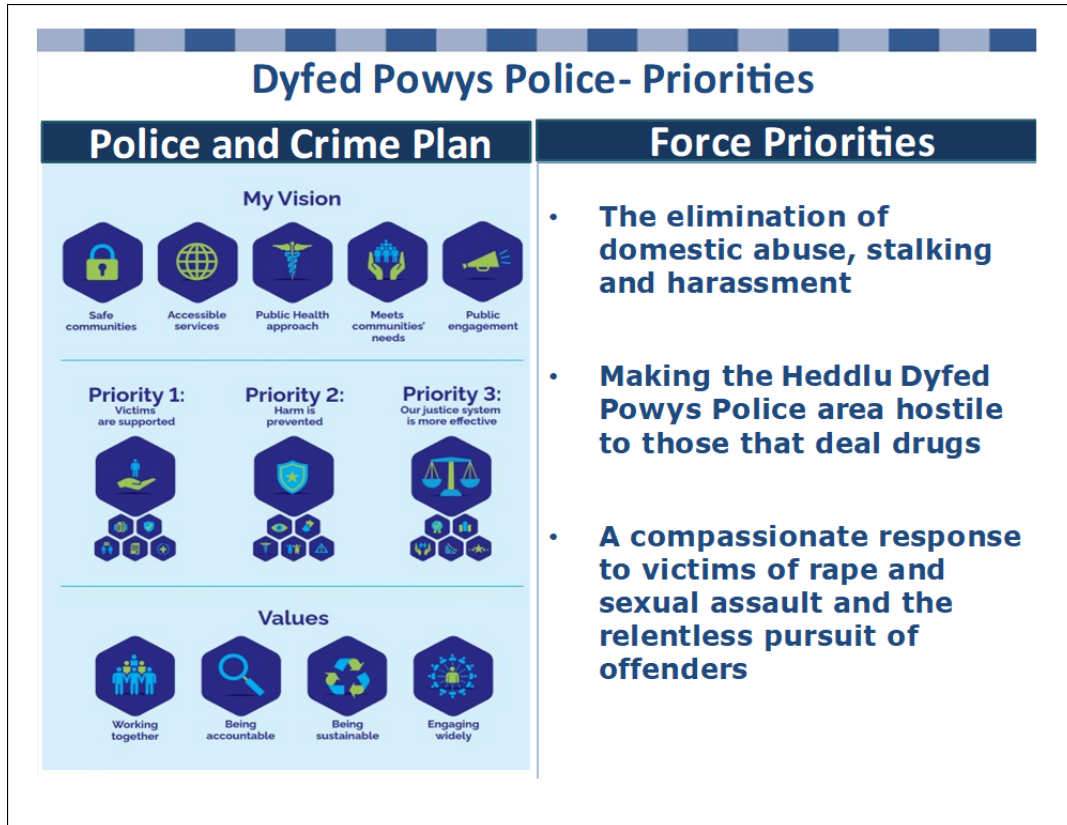 Dyfed Powys Police- Priorities
Police and Crime Plan
My Vision
Safe
communities
Accessible
services
Public Health
approach
Meets
communities'
needs
Public
engagement
Priority 1:
Victims
are supported
Priority 2:
Harm is
prevented
Priority 3:
Our justice system
is more effective
Values
Working
together
Being
accountable
Being
sustainable
Engaging
widely
Force Priorities
• The elimination of
domestic abuse, stalking
and harassment
• Making the Heddlu Dyfed
Powys Police area hostile
to those that deal drugs
• A compassionate response
to victims of rape and
sexual assault and the
relentless pursuit of
offenders